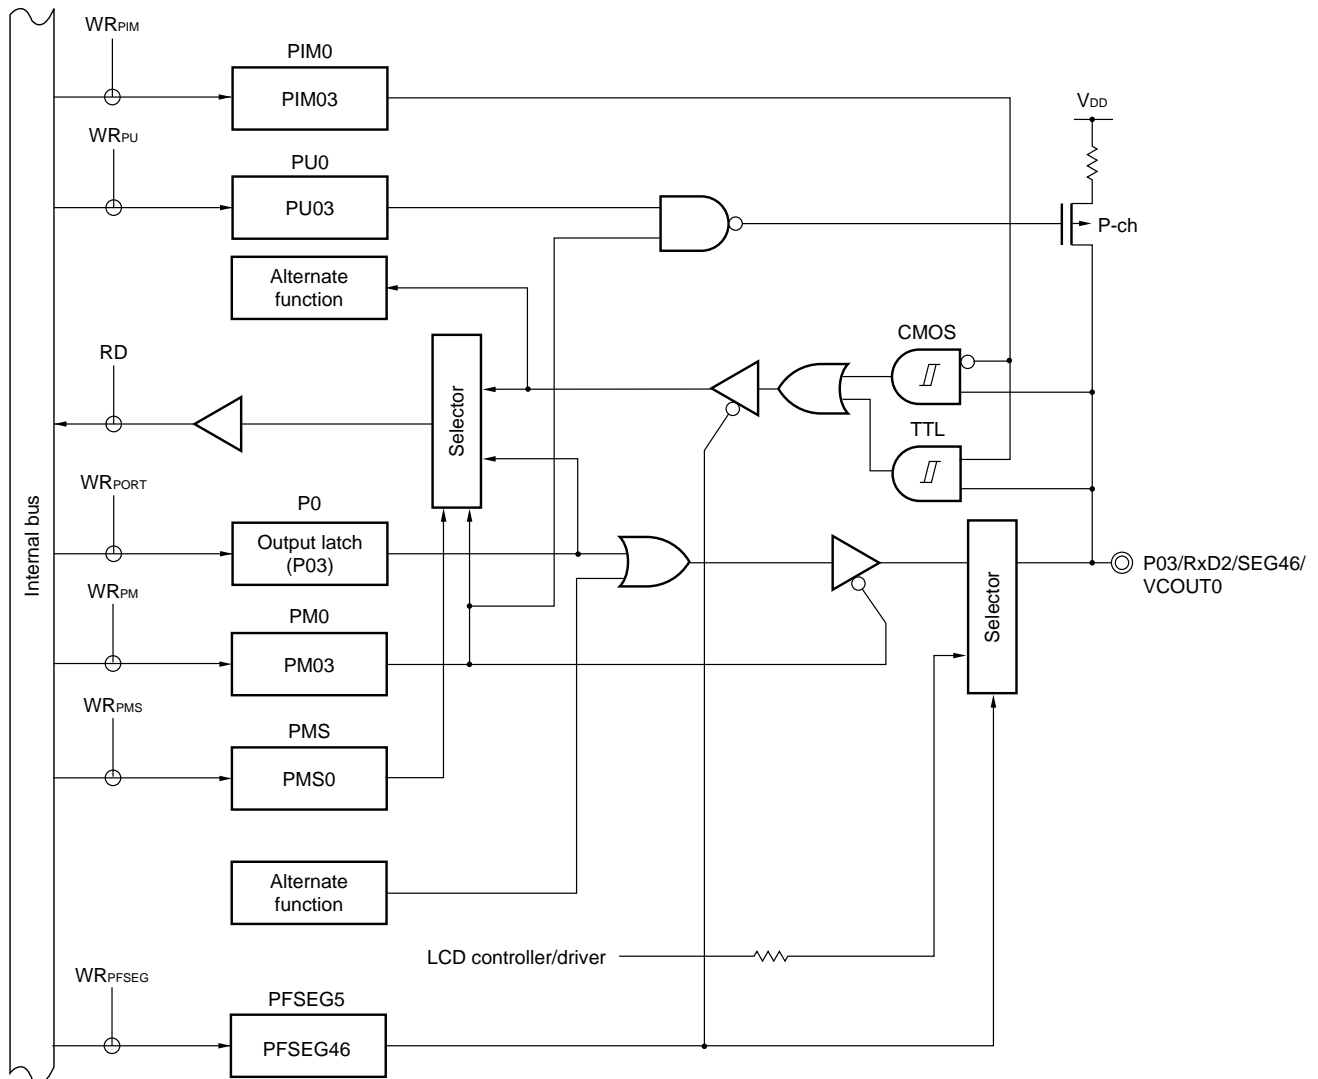 WRPIM
PIM0
PIM03
VDD
WRPU
PU0
PU03
P-ch
Alternate
function
CMOS
RD
Selector
TTL
WRPORT
P0
Output latch
(P03)
Internal bus
P03/RxD2/SEG46/
VCOUT0
WRPM
PM0
PM03
Selector
WRPMS
PMS
PMS0
Alternate
function
LCD controller/driver
WRPFSEG
PFSEG5
PFSEG46